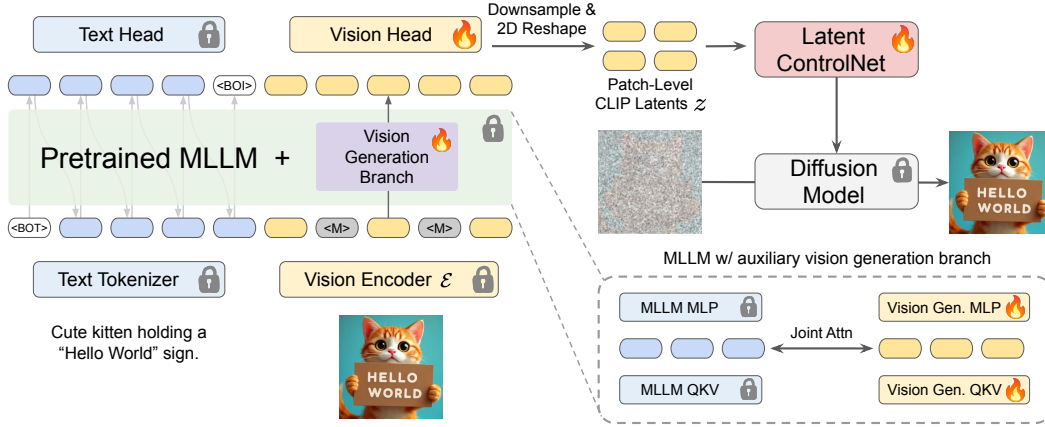 Text Head
Vision Head
Downsample &
2D Reshape
Patch-Level
CLIP Latents z
Latent
ControlNet
<BOI>
Pretrained MLLM +
Vision
Generation
Branch
Diffusion
Model
HELLO
WORLD
<BOT>
<M>
<M>
Text Tokenizer
Vision Encoder ℰ
Cute kitten holding a
“Hello World” sign.
HELLO
WORLD
MLLM w/ auxiliary vision generation branch
MLLM MLP
Vision Gen. MLP
Joint Attn
MLLM QKV
Vision Gen. QKV